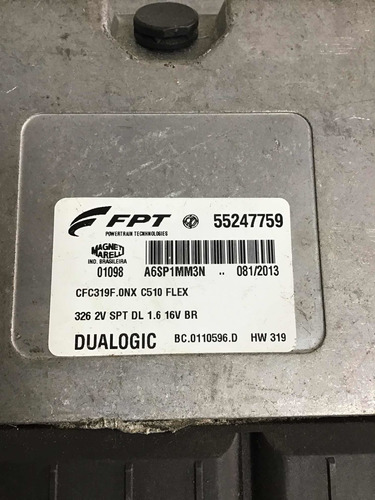 FPT 55247759
POWERTRAIN TECHNOLOGIES
MAGNETI
MARELLI
IND. BRASILEIRA
01098 A6SP1MM3N .. 081/2013
CFC319F.0NX C510 FLEX
326 2V SPT DL 1.6 16V BR
DUALOGIC BC.0110596.D HW 319